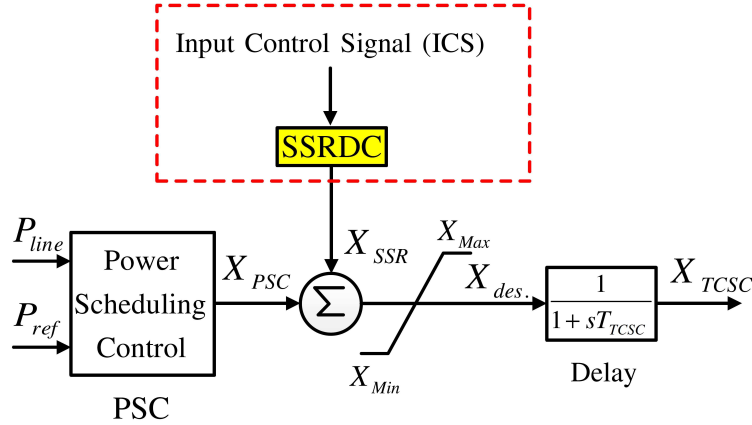 Input Control Signal (ICS)
SSRDC
P_line
P_ref
Power
Scheduling
Control
PSC
X_PSC
X_SSR
Σ
X_Max
X_Min
X_des.
1
1+sT_TCSC
Delay
X_TCSC